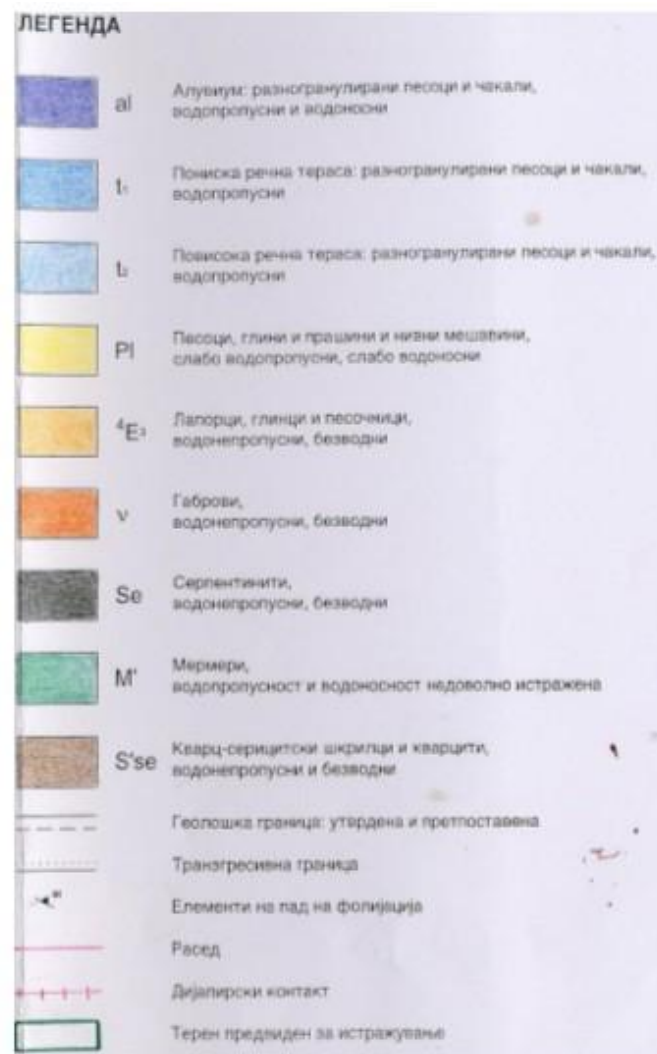 ЛЕГЕНДА
al Алувиум: разногранулирани песоци и чакали,
водопропусни и водоносни
t₁ Пониска речна тераса: разногранулирани песоци и чакали,
водопропусни
t₂ Повисока речна тераса: разногранулирани песоци и чакали,
водопропусни
Pl Песоци, глини и прашини и нивни мешавини,
слабо водопропусни, слабо водоносни
⁴E₃ Лапорци, глинци и песочници,
водонепропусни, безводни
ν Габрови,
водонепропусни, безводни
Se Серпентинити,
водонепропусни, безводни
M' Мермери,
водопропусност и водоносност недоволно истражена
S'se Кварц-серицитски шкрилци и кварцити,
водонепропусни и безводни
Геолошка граница: утврдена и претпоставена
Трансгресивна граница
Елементи на пад на фолијација
Расед
Дијапирски контакт
Терен предвиден за истражување